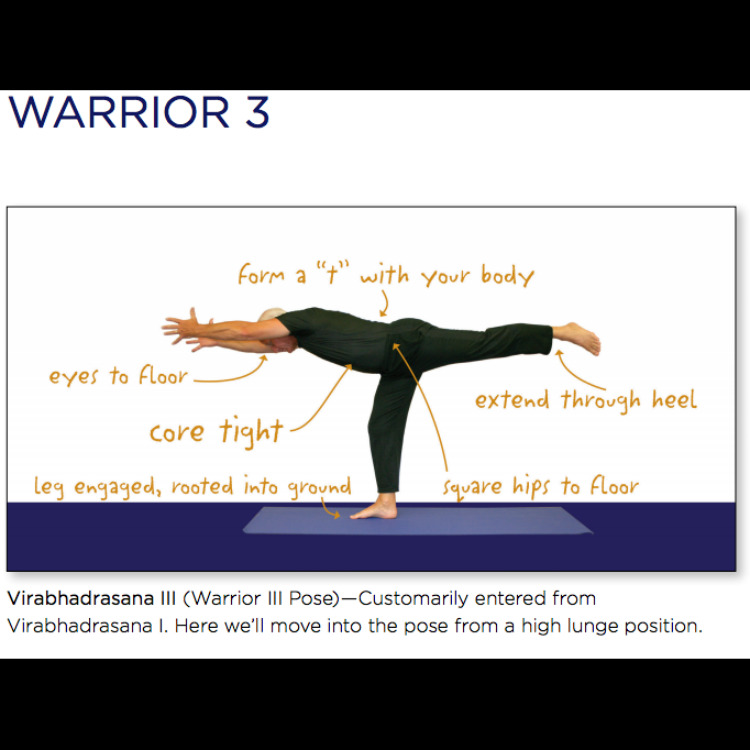 WARRIOR 3
form a "t" with your body
eyes to floor
extend through heel
core tight
leg engaged, rooted into ground
square hips to floor
Virabhadrasana III (Warrior III Pose)—Customarily entered from
Virabhadrasana I. Here we'll move into the pose from a high lunge position.